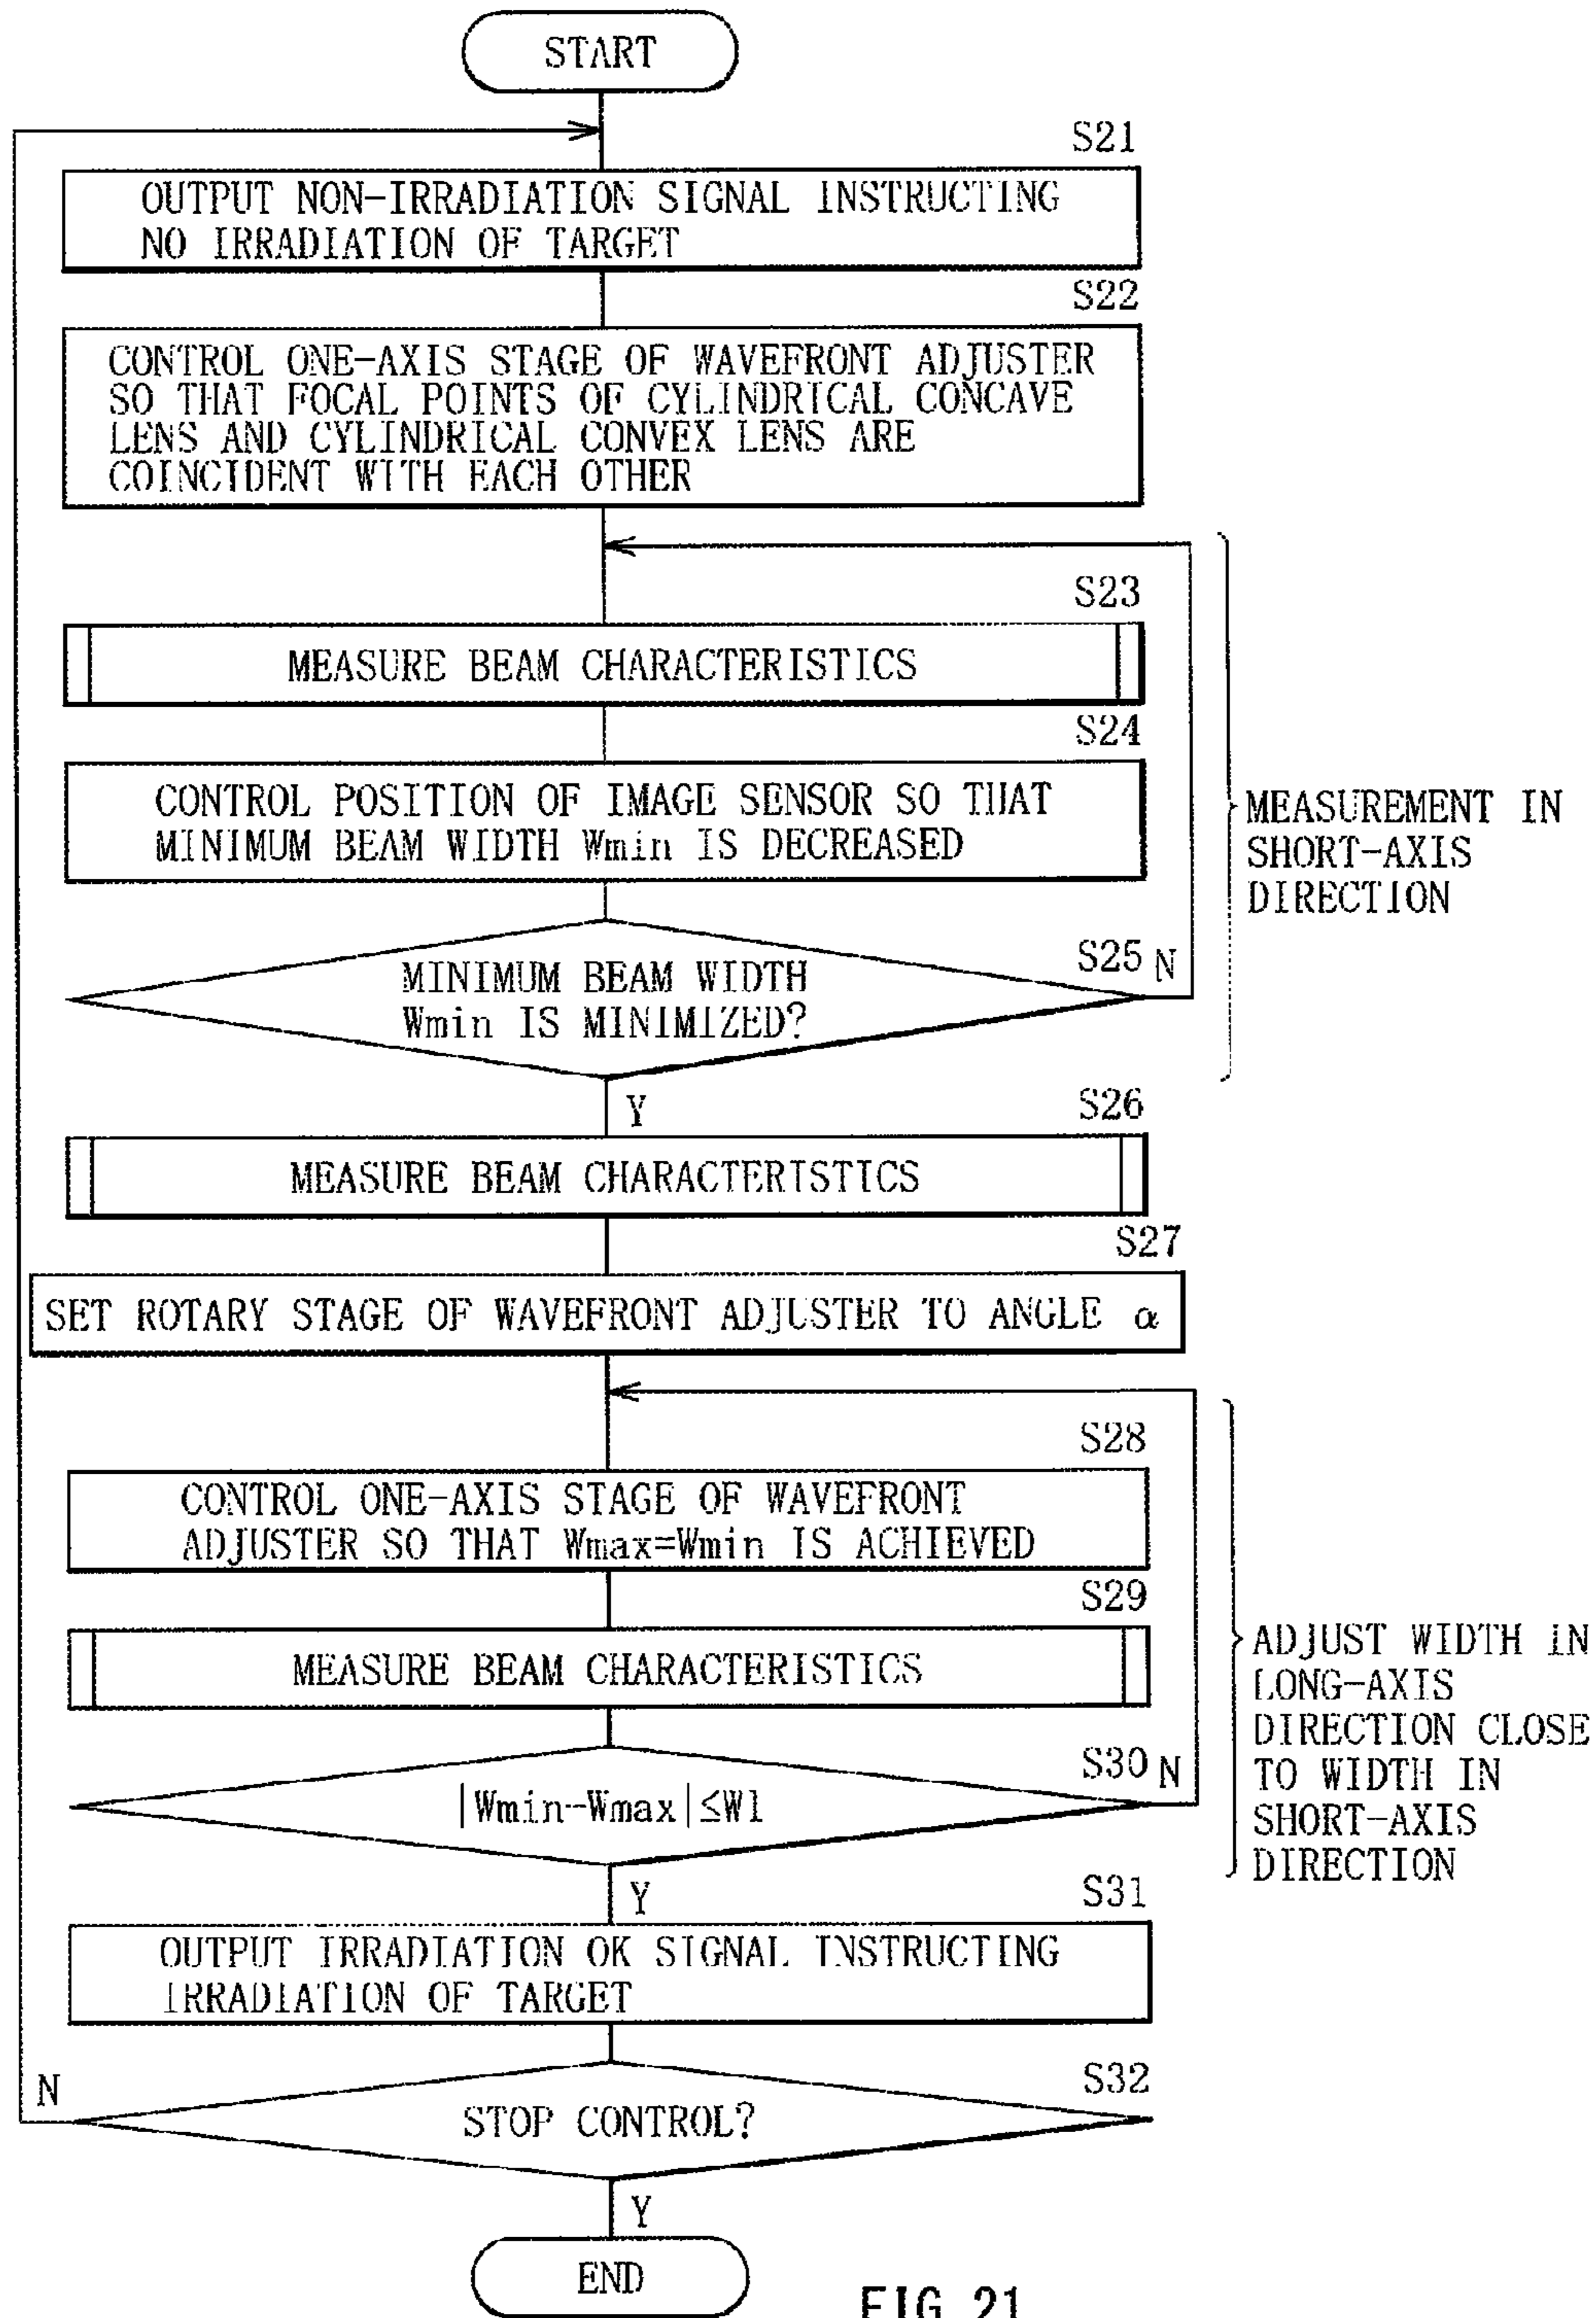 START
S21
OUTPUT NON-IRRADIATION SIGNAL INSTRUCTING
NO IRRADIATION OF TARGET
S22
CONTROL ONE-AXIS STAGE OF WAVEFRONT ADJUSTER
SO THAT FOCAL POINTS OF CYLINDRICAL CONCAVE
LENS AND CYLINDRICAL CONVEX LENS ARE
COINCIDENT WITH EACH OTHER
S23
MEASURE BEAM CHARACTERISTICS
S24
CONTROL POSITION OF IMAGE SENSOR SO THAT
MINIMUM BEAM WIDTH Wmin IS DECREASED
MEASUREMENT IN
SHORT-AXIS
DIRECTION
S25
N
MINIMUM BEAM WIDTH
Wmin IS MINIMIZED?
Y
S26
MEASURE BEAM CHARACTERISTICS
S27
SET ROTARY STAGE OF WAVEFRONT ADJUSTER TO ANGLE α
S28
CONTROL ONE-AXIS STAGE OF WAVEFRONT
ADJUSTER SO THAT Wmax=Wmin IS ACHIEVED
S29
MEASURE BEAM CHARACTERISTICS
ADJUST WIDTH IN
LONG-AXIS
DIRECTION CLOSE
TO WIDTH IN
SHORT-AXIS
DIRECTION
S30
N
|Wmin-Wmax|≤W1
Y
S31
OUTPUT IRRADIATION OK SIGNAL INSTRUCTING
IRRADIATION OF TARGET
S32
N
STOP CONTROL?
Y
END
FIG. 21